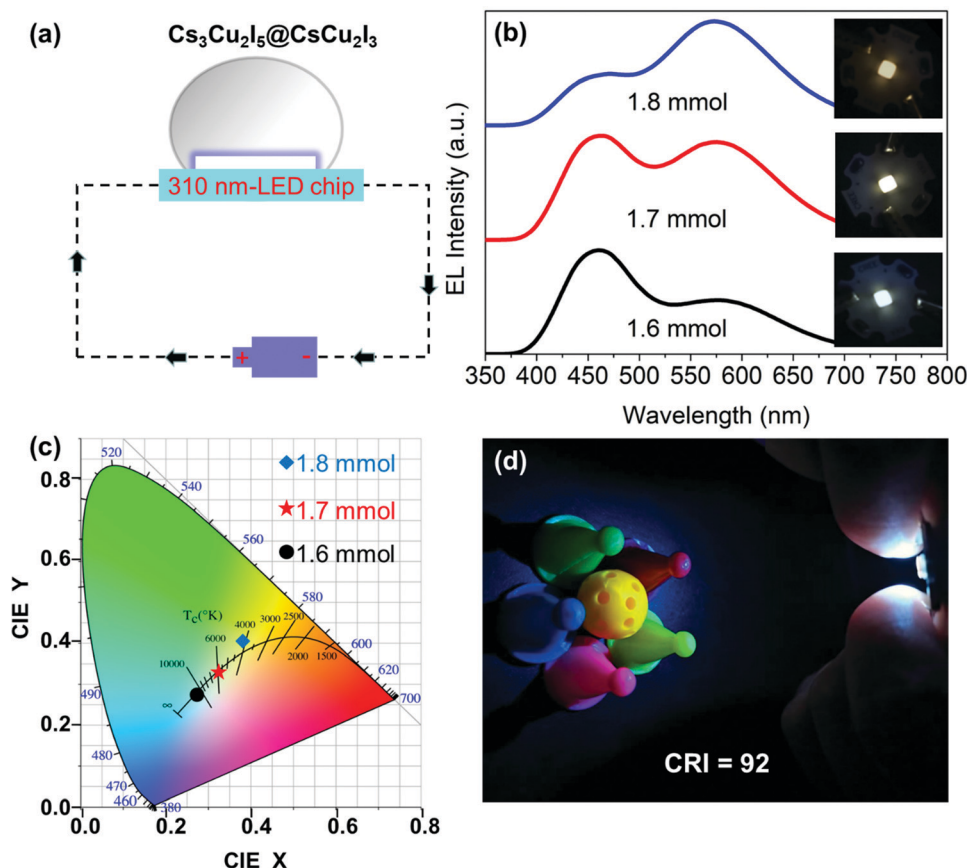 (a)
Cs₃Cu₂I₅@CsCu₂I₃
310 nm-LED chip
+ -
(b)
EL Intensity (a.u.)
1.8 mmol
1.7 mmol
1.6 mmol
350 400 450 500 550 600 650 700 750 800
Wavelength (nm)
(c)
CIE Y
0.8
0.6
0.4
0.2
0.0
0.0 0.2 0.4 0.6 0.8
CIE X
1.8 mmol
1.7 mmol
1.6 mmol
520
540
560
580
600
620
700
490
480
470
460
380
Tc(°K)
∞
10000
6000
4000
3000
2500
2000
1500
(d)
CRI = 92